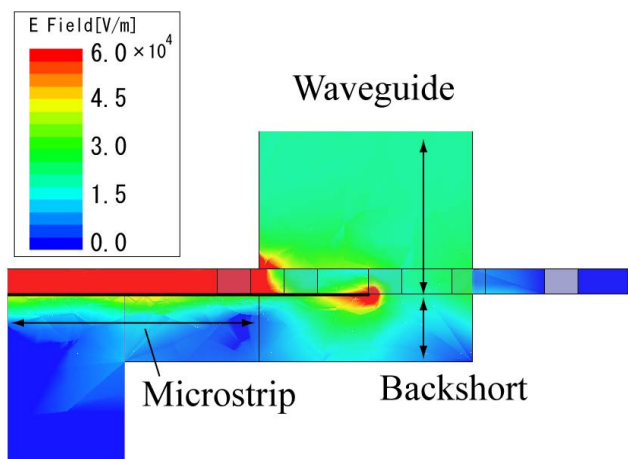 E Field[V/m]
6.0 ×10⁴
4.5
3.0
1.5
0.0
Waveguide
Microstrip
Backshort